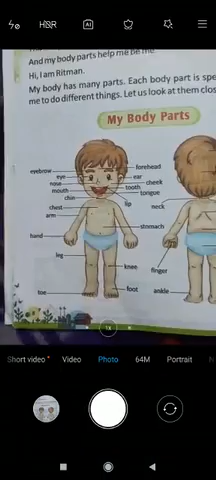 HDR
AI
And my body parts help me be me.
Hi, I am Ritman.
My body has many parts. Each body part is spe
me to do different things. Let us look at them clos
My Body Parts
eyebrow
forehead
eye
ear
nose
cheek
mouth
tooth
tongue
chin
lip
chest
neck
arm
stomach
hand
leg
knee
finger
toe
foot
ankle
1x
Short video
Video
Photo
64M
Portrait